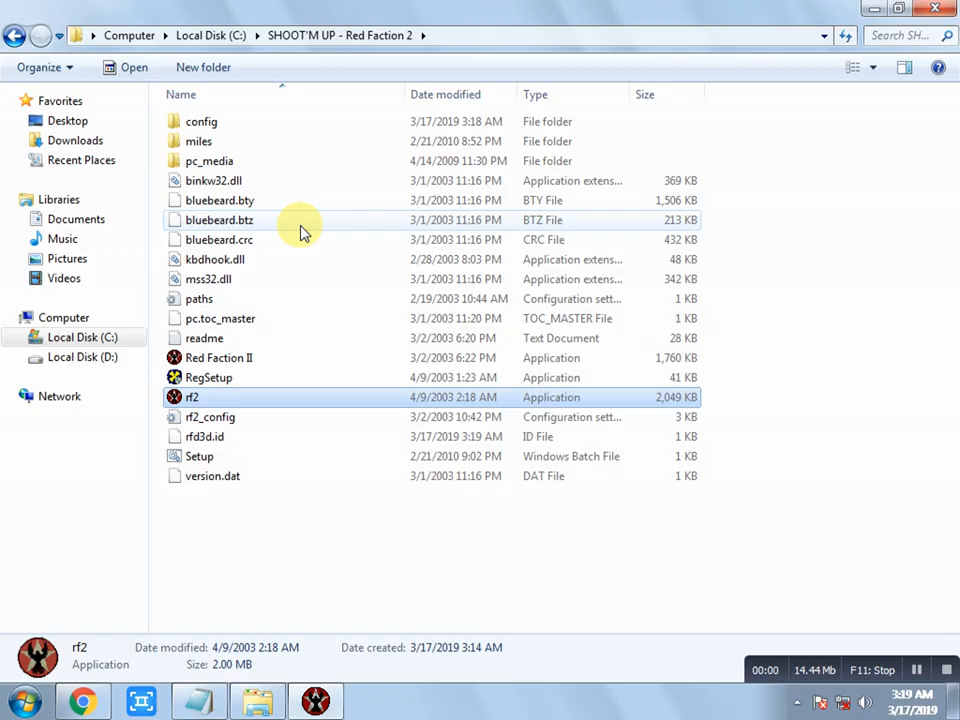 Computer Local Disk (C:) SHOOT'M UP - Red Faction 2 Search SH...
Organize Open New folder
Name Date modified Type Size
Favorites
Desktop
Downloads
Recent Places
Libraries
Documents
Music
Pictures
Videos
Computer
Local Disk (C:)
Local Disk (D:)
Network
config 3/17/2019 3:18 AM File folder
miles 2/21/2010 8:52 PM File folder
pc_media 4/14/2009 11:30 PM File folder
binkw32.dll 3/1/2003 11:16 PM Application extens... 369 KB
bluebeard.bty 3/1/2003 11:16 PM BTY File 1,506 KB
bluebeard.btz 3/1/2003 11:16 PM BTZ File 213 KB
bluebeard.crc 3/1/2003 11:16 PM CRC File 432 KB
kbdhook.dll 2/28/2003 8:03 PM Application extens... 48 KB
mss32.dll 3/1/2003 11:16 PM Application extens... 342 KB
paths 2/19/2003 10:44 AM Configuration sett... 1 KB
pc.toc_master 3/1/2003 11:20 PM TOC_MASTER File 1 KB
readme 3/2/2003 6:20 PM Text Document 28 KB
Red Faction II 3/2/2003 6:22 PM Application 1,760 KB
RegSetup 4/9/2003 1:23 AM Application 41 KB
rf2 4/9/2003 2:18 AM Application 2,049 KB
rf2_config 3/2/2003 10:42 PM Configuration sett... 3 KB
rfd3d.id 3/17/2019 3:19 AM ID File 1 KB
Setup 2/21/2010 9:02 PM Windows Batch File 1 KB
version.dat 3/1/2003 11:16 PM DAT File 1 KB
rf2 Date modified: 4/9/2003 2:18 AM Date created: 3/17/2019 3:14 AM
Application Size: 2.00 MB
00:00 14.44 Mb F11: Stop
3:19 AM
3/17/2019